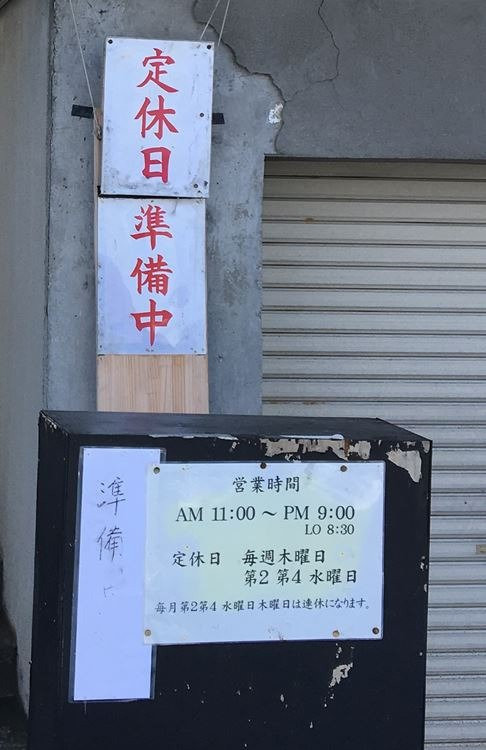 定休日
準備中
準備
営業時間
AM 11:00 ～ PM 9:00
LO 8:30
定休日 毎週木曜日
第2 第4 水曜日
毎月第2第4 水曜日木曜日は連休になります。